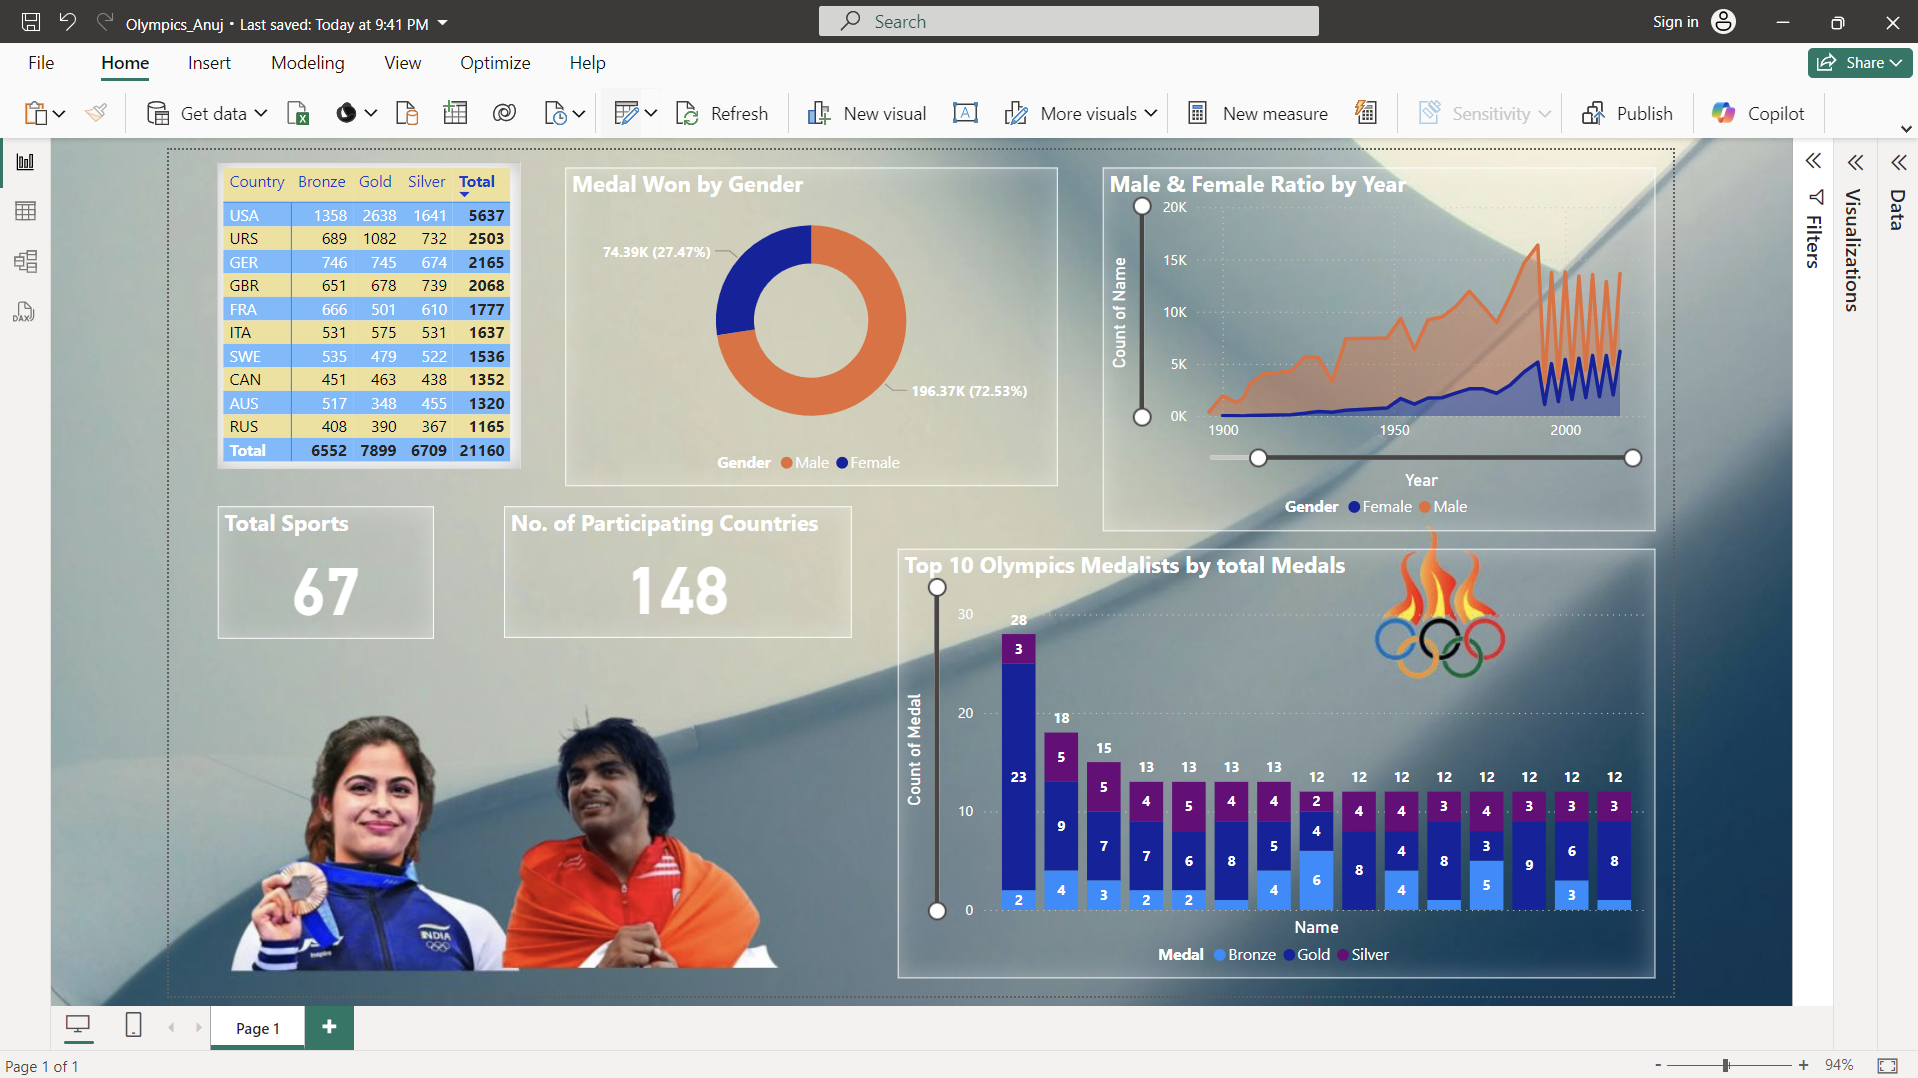 Olympics_Anuj • Last saved: Today at 9:41 PM
Search
Sign in
File Home Insert Modeling View Optimize Help
Share
Get data
Refresh
New visual
More visuals
New measure
Sensitivity
Publish
Copilot
DAX
Country Bronze Gold Silver Total
USA 1358 2638 1641 5637
URS 689 1082 732 2503
GER 746 745 674 2165
GBR 651 678 739 2068
FRA 666 501 610 1777
ITA 531 575 531 1637
SWE 535 479 522 1536
CAN 451 463 438 1352
AUS 517 348 455 1320
RUS 408 390 367 1165
Total 6552 7899 6709 21160
Medal Won by Gender
74.39K (27.47%)
196.37K (72.53%)
Gender Male Female
Male & Female Ratio by Year
Count of Name
20K
15K
10K
5K
0K
1900 1950 2000
Year
Gender Female Male
Filters
Visualizations
Data
Total Sports
67
No. of Participating Countries
148
Top 10 Olympics Medalists by total Medals
Count of Medal
30
20
10
0
28 18 15 13 13 13 13 12 12 12 12 12 12 12 12
3 5 5 4 5 4 4 2 4 4 3 4 3 3 3
23 9 7 7 6 8 5 4 8 4 8 3 9 6 8
2 4 3 2 2 4 6 4 5 3
Name
Medal Bronze Gold Silver
INDIA
Inspire
Page 1
Page 1 of 1
94%